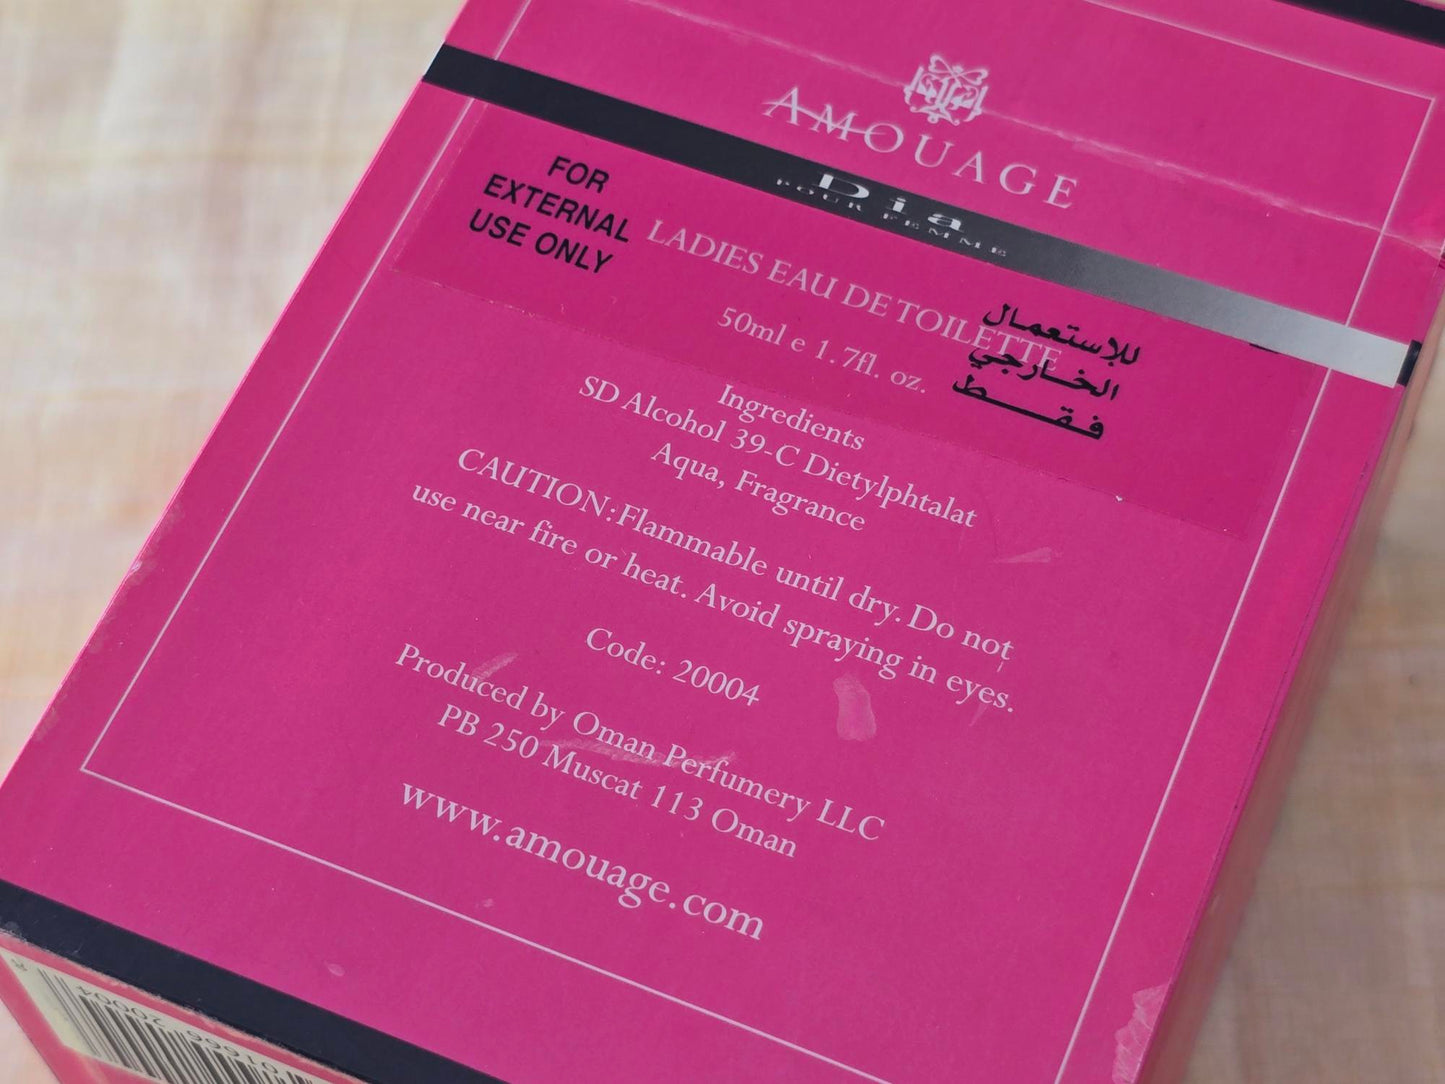 AMOUAGE
Dia
POUR FEMME
FOR
EXTERNAL
USE ONLY
LADIES EAU DE TOILETTE
50ml e 1.7fl. oz.
للإستعمال
الخارجي
فقط
Ingredients
SD Alcohol 39-C Dietylphtalat
Aqua, Fragrance
CAUTION:Flammable until dry. Do not
use near fire or heat. Avoid spraying in eyes.
Code: 20004
Produced by Oman Perfumery LLC
PB 250 Muscat 113 Oman
www.amouage.com